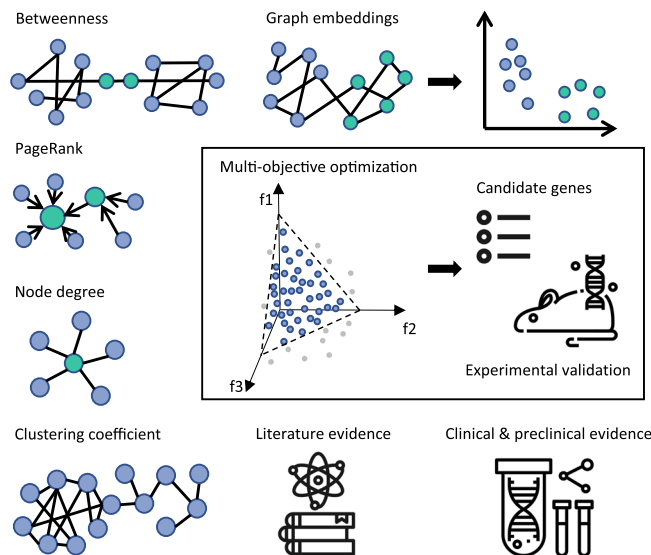 Betweenness
Graph embeddings
PageRank
Multi-objective optimization
f1
f2
f3
Candidate genes
Experimental validation
Node degree
Clustering coefficient
Literature evidence
Clinical & preclinical evidence